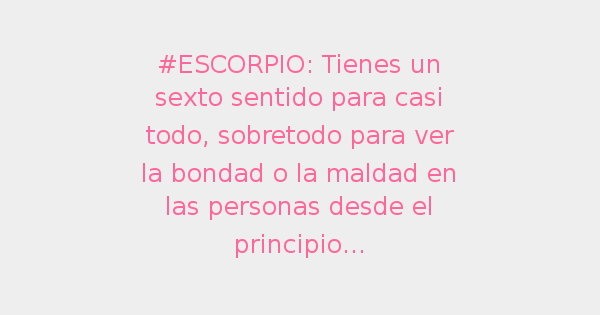 #ESCORPIO: Tienes un
sexto sentido para casi
todo, sobretodo para ver
la bondad o la maldad en
las personas desde el
principio...